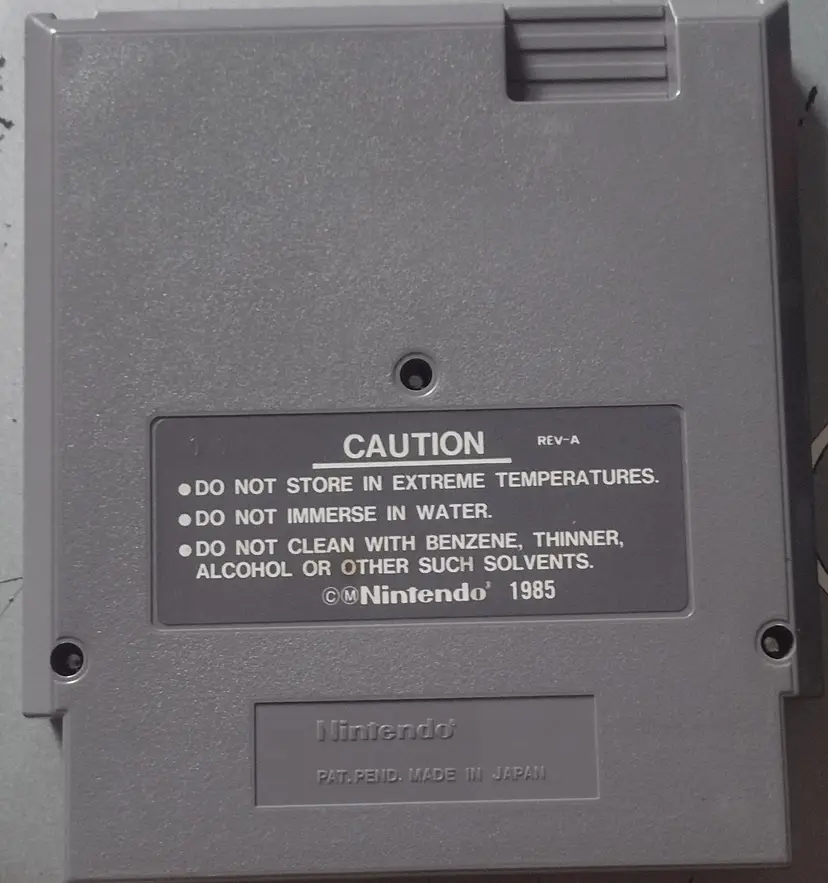 CAUTION REV-A
●DO NOT STORE IN EXTREME TEMPERATURES.
●DO NOT IMMERSE IN WATER.
●DO NOT CLEAN WITH BENZENE, THINNER,
ALCOHOL OR OTHER SUCH SOLVENTS.
ⒸⓂNintendo® 1985
Nintendo®
PAT. PEND. MADE IN JAPAN